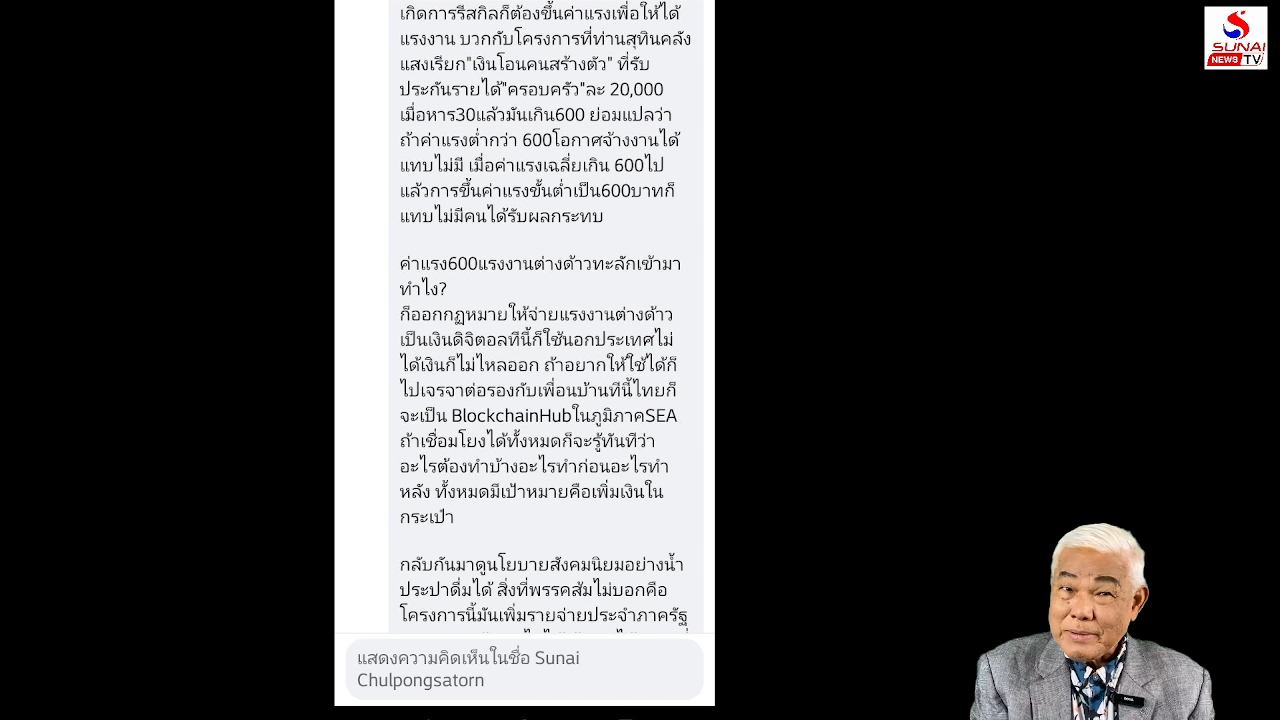 เกิดการรีสกิลก็ต้องขึ้นค่าแรงเพื่อให้ได้
แรงงาน บวกกับโครงการที่ท่านสุทินคลัง
แสงเรียก"เงินโอนคนสร้างตัว" ที่รับ
ประกันรายได้"ครอบครัว"ละ 20,000
เมื่อหาร30แล้วมันเกิน600 ย่อมแปลว่า
ถ้าค่าแรงต่ำกว่า 600โอกาศจ้างงานได้
แทบไม่มี เมื่อค่าแรงเฉลี่ยเกิน 600ไป
แล้วการขึ้นค่าแรงขั้นต่ำเป็น600บาทก็
แทบไม่มีคนได้รับผลกระทบ
ค่าแรง600แรงงานต่างด้าวทะลักเข้ามา
ทำไง?
ก็ออกกฏหมายให้จ่ายแรงงานต่างด้าว
เป็นเงินดิจิตอลทีนี้ก็ใช้นอกประเทศไม่
ได้เงินก็ไม่ไหลออก ถ้าอยากให้ใช้ได้ก็
ไปเจรจาต่อรองกับเพื่อนบ้านทีนี้ไทยก็
จะเป็น BlockchainHubในภูมิภาคSEA
ถ้าเชื่อมโยงได้ทั้งหมดก็จะรู้ทันทีว่า
อะไรต้องทำบ้างอะไรทำก่อนอะไรทำ
หลัง ทั้งหมดมีเป้าหมายคือเพิ่มเงินใน
กระเป๋า
กลับกันมาดูนโยบายสังคมนิยมอย่างน้ำ
ประปาดื่มได้ สิ่งที่พรรคส้มไม่บอกคือ
โครงการนี้มันเพิ่มรายจ่ายประจำภาครัฐ
แสดงความคิดเห็นในชื่อ Sunai
Chulpongsatorn
SUNAI
NEWS TV